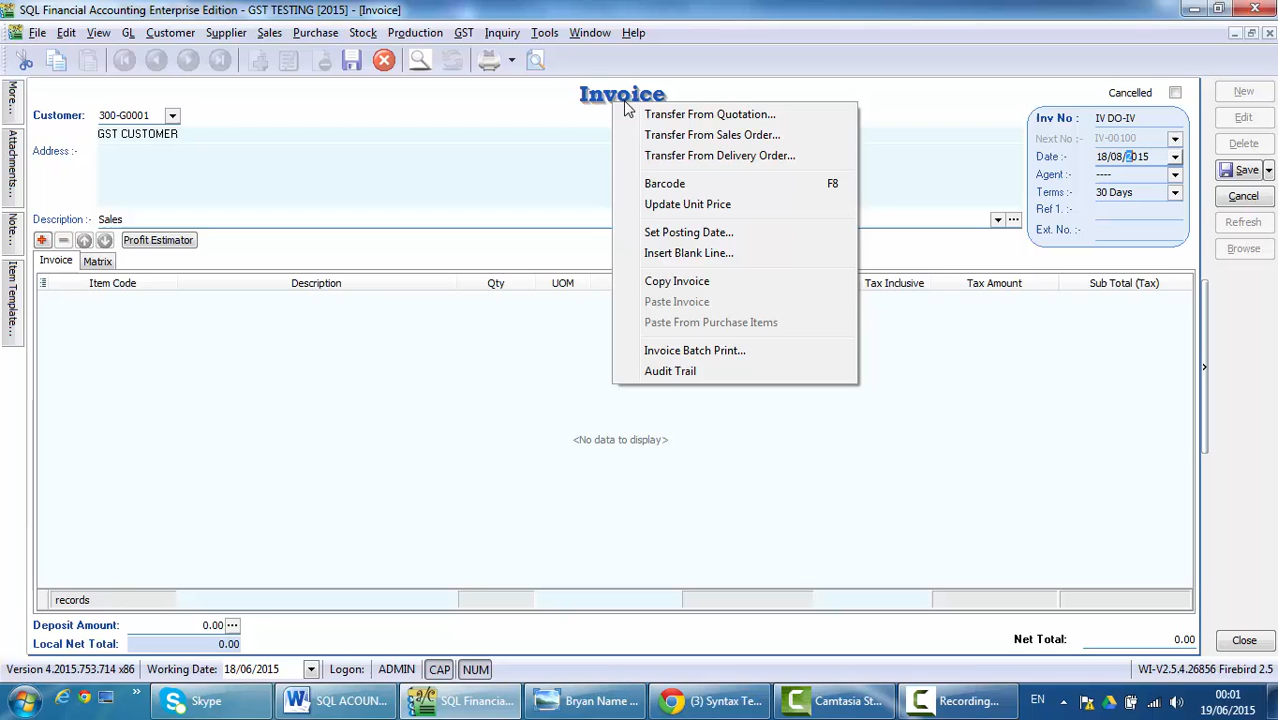 SQL Financial Accounting Enterprise Edition - GST TESTING [2015] - [Invoice]
File Edit View GL Customer Supplier Sales Purchase Stock Production GST Inquiry Tools Window Help
Invoice
Cancelled
New
More...
Customer: 300-G0001
Inv No : IV DO-IV
Edit
GST CUSTOMER
Next No : IV-00100
Delete
Address :-
Date :- 18/08/2015
Attachments...
Agent : ----
Save
Terms : 30 Days
Cancel
Ref 1. :-
Description :- Sales
Ext. No. :-
Refresh
Note...
Profit Estimator
Browse
Invoice Matrix
Item Template...
Item Code Description Qty UOM Tax Inclusive Tax Amount Sub Total (Tax)
Transfer From Quotation...
Transfer From Sales Order...
Transfer From Delivery Order...
Barcode F8
Update Unit Price
Set Posting Date...
Insert Blank Line...
Copy Invoice
Paste Invoice
Paste From Purchase Items
Invoice Batch Print...
Audit Trail
<No data to display>
records
Deposit Amount: 0.00
Local Net Total: 0.00
Net Total: 0.00
Close
Version 4.2015.753.714 x86 Working Date: 18/06/2015 Logon: ADMIN CAP NUM WI-V2.5.4.26856 Firebird 2.5
Skype SQL ACOUN... SQL Financia... Bryan Name ... (3) Syntax Te... Camtasia St... Recording... EN 00:01
19/06/2015